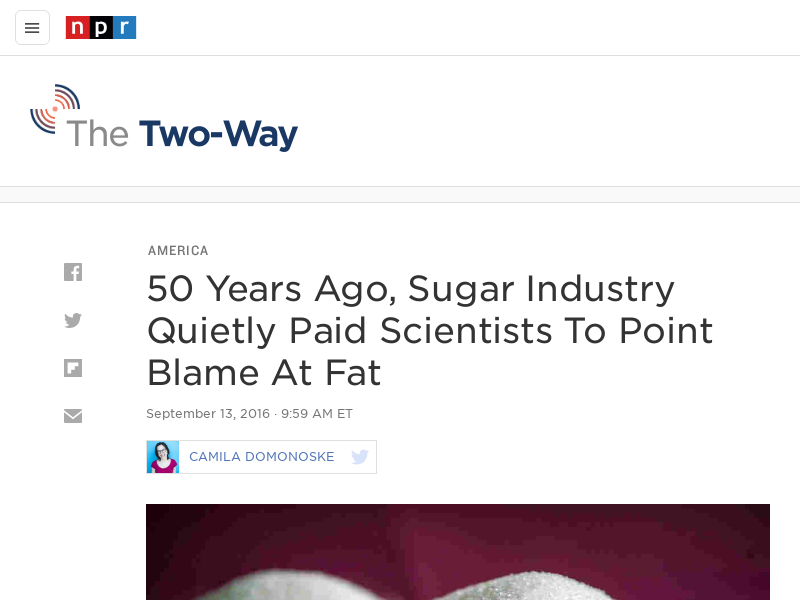 npr
The Two-Way
AMERICA
50 Years Ago, Sugar Industry
Quietly Paid Scientists To Point
Blame At Fat
September 13, 2016 · 9:59 AM ET
CAMILA DOMONOSKE